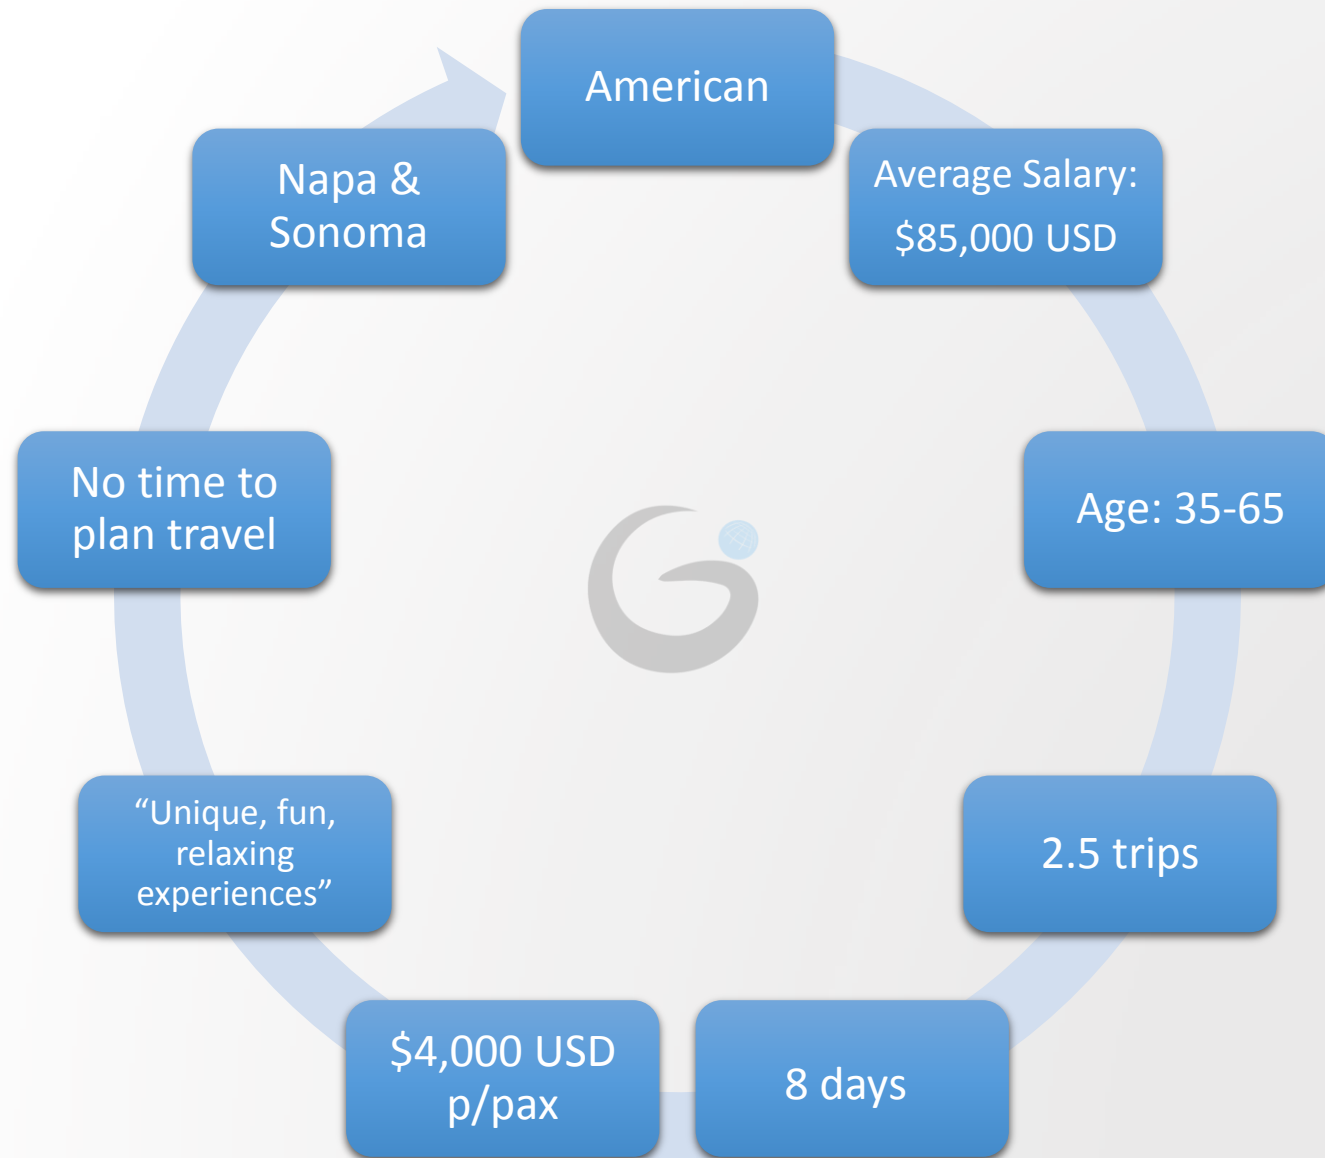 American
Average Salary:
$85,000 USD
Age: 35-65
2.5 trips
8 days
$4,000 USD
p/pax
“Unique, fun,
relaxing
experiences”
No time to
plan travel
Napa &
Sonoma